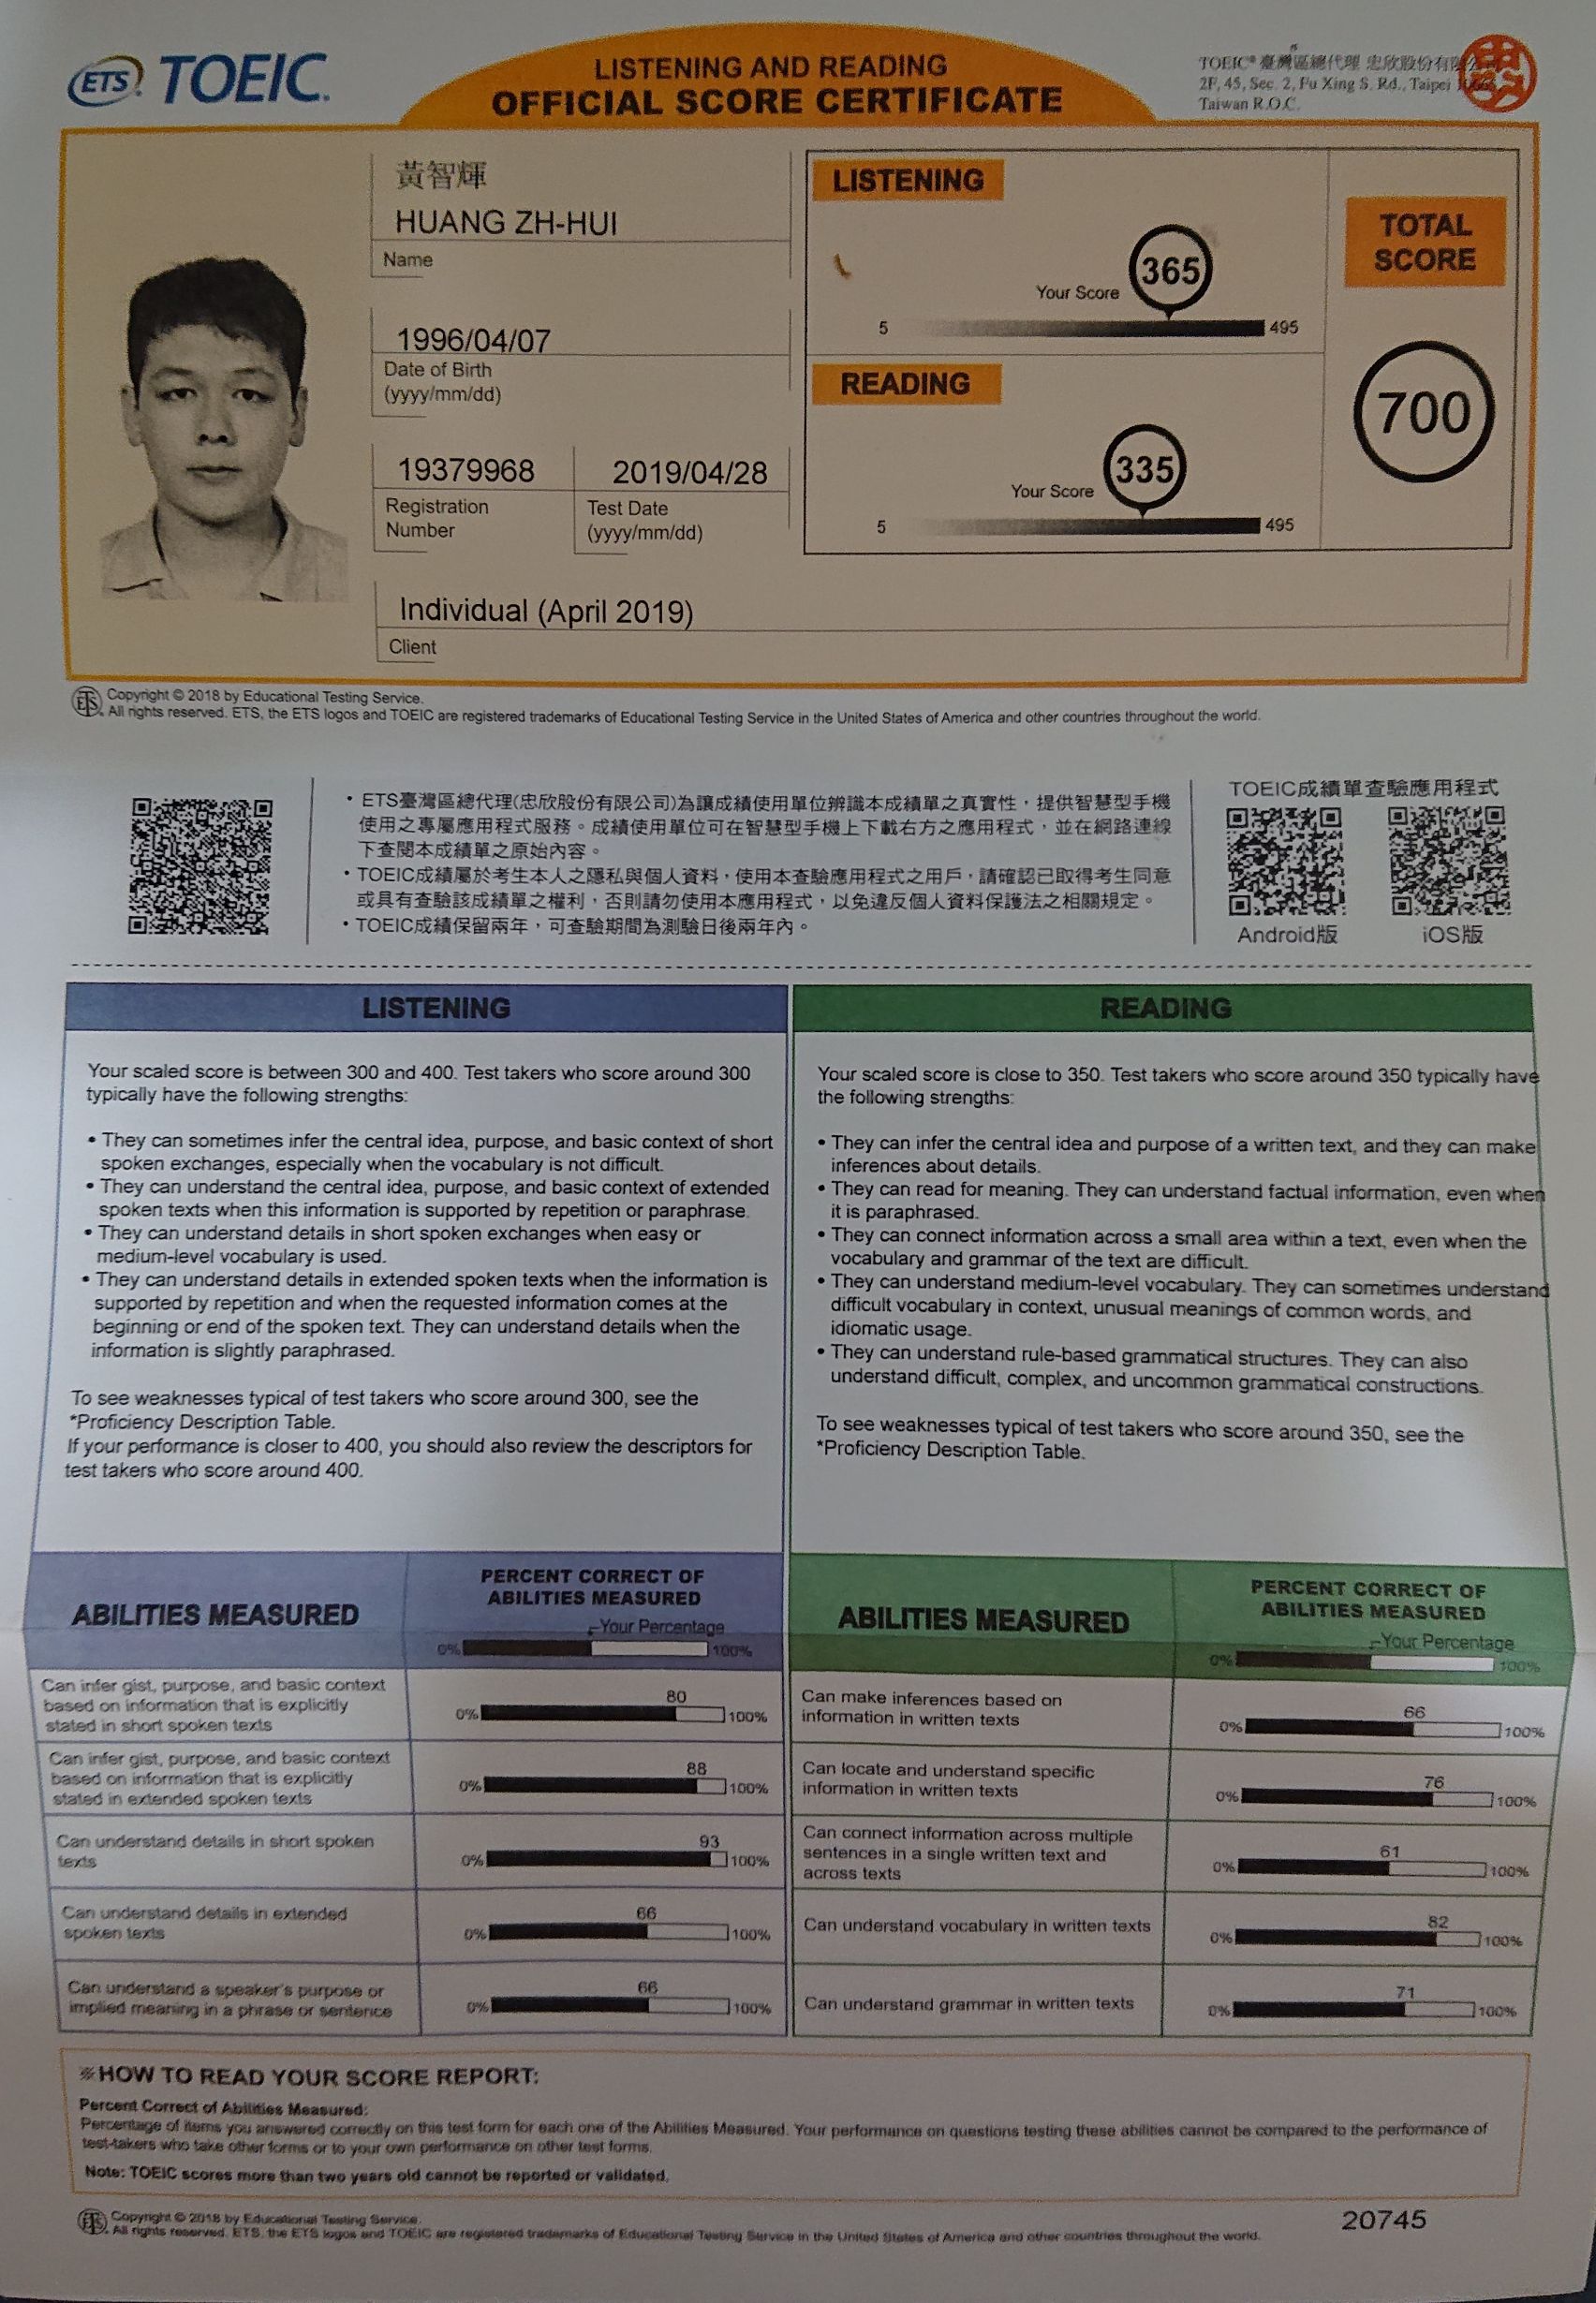 ETS TOEIC®
LISTENING AND READING
OFFICIAL SCORE CERTIFICATE
TOEIC® 臺灣區總代理 忠欣股份有限公
2F, 45, Sec. 2, Fu Xing S. Rd., Taipei
Taiwan R.O.C.
黃智輝
HUANG ZH-HUI
Name
1996/04/07
Date of Birth
(yyyy/mm/dd)
19379968
Registration
Number
2019/04/28
Test Date
(yyyy/mm/dd)
Individual (April 2019)
Client
LISTENING
365
Your Score
5 495
READING
335
Your Score
5 495
TOTAL
SCORE
700
Copyright © 2018 by Educational Testing Service.
All rights reserved. ETS, the ETS logos and TOEIC are registered trademarks of Educational Testing Service in the United States of America and other countries throughout the world.
• ETS臺灣區總代理(忠欣股份有限公司)為讓成績使用單位辨識本成績單之真實性，提供智慧型手機
使用之專屬應用程式服務。成績使用單位可在智慧型手機上下載右方之應用程式，並在網路連線
下查閱本成績單之原始內容。
• TOEIC成績屬於考生本人之隱私與個人資料，使用本查驗應用程式之用戶，請確認已取得考生同意
或具有查驗該成績單之權利，否則請勿使用本應用程式，以免違反個人資料保護法之相關規定。
• TOEIC成績保留兩年，可查驗期間為測驗日後兩年內。
TOEIC成績單查驗應用程式
Android版
iOS版
LISTENING
Your scaled score is between 300 and 400. Test takers who score around 300
typically have the following strengths:
• They can sometimes infer the central idea, purpose, and basic context of short
spoken exchanges, especially when the vocabulary is not difficult.
• They can understand the central idea, purpose, and basic context of extended
spoken texts when this information is supported by repetition or paraphrase.
• They can understand details in short spoken exchanges when easy or
medium-level vocabulary is used.
• They can understand details in extended spoken texts when the information is
supported by repetition and when the requested information comes at the
beginning or end of the spoken text. They can understand details when the
information is slightly paraphrased.
To see weaknesses typical of test takers who score around 300, see the
*Proficiency Description Table.
If your performance is closer to 400, you should also review the descriptors for
test takers who score around 400.
READING
Your scaled score is close to 350. Test takers who score around 350 typically have
the following strengths:
• They can infer the central idea and purpose of a written text, and they can make
inferences about details.
• They can read for meaning. They can understand factual information, even when
it is paraphrased.
• They can connect information across a small area within a text, even when the
vocabulary and grammar of the text are difficult.
• They can understand medium-level vocabulary. They can sometimes understand
difficult vocabulary in context, unusual meanings of common words, and
idiomatic usage.
• They can understand rule-based grammatical structures. They can also
understand difficult, complex, and uncommon grammatical constructions.
To see weaknesses typical of test takers who score around 350, see the
*Proficiency Description Table.
ABILITIES MEASURED
PERCENT CORRECT OF
ABILITIES MEASURED
Your Percentage
0% 100%
Can infer gist, purpose, and basic context
based on information that is explicitly
stated in short spoken texts
80
0% 100%
Can infer gist, purpose, and basic context
based on information that is explicitly
stated in extended spoken texts
88
0% 100%
Can understand details in short spoken
texts
93
0% 100%
Can understand details in extended
spoken texts
66
0% 100%
Can understand a speaker's purpose or
implied meaning in a phrase or sentence
66
0% 100%
ABILITIES MEASURED
PERCENT CORRECT OF
ABILITIES MEASURED
Your Percentage
0% 100%
Can make inferences based on
information in written texts
66
0% 100%
Can locate and understand specific
information in written texts
76
0% 100%
Can connect information across multiple
sentences in a single written text and
across texts
61
0% 100%
Can understand vocabulary in written texts
82
0% 100%
Can understand grammar in written texts
71
0% 100%
※HOW TO READ YOUR SCORE REPORT:
Percent Correct of Abilities Measured:
Percentage of items you answered correctly on this test form for each one of the Abilities Measured. Your performance on questions testing these abilities cannot be compared to the performance of
test-takers who take other forms or to your own performance on other test forms.
Note: TOEIC scores more than two years old cannot be reported or validated.
Copyright © 2018 by Educational Testing Service.
All rights reserved. ETS, the ETS logos and TOEIC are registered trademarks of Educational Testing Service in the United States of America and other countries throughout the world.
20745